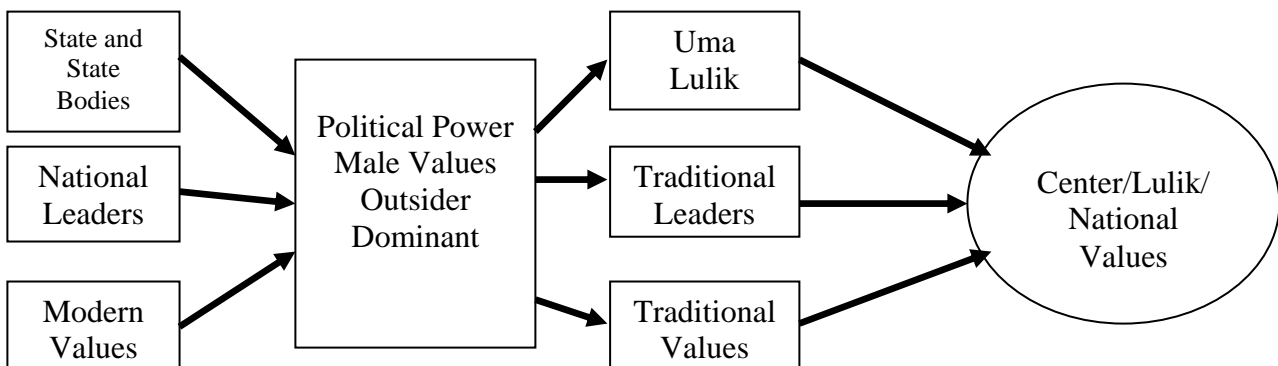 State and
State
Bodies
National
Leaders
Modern
Values
Political Power
Male Values
Outsider
Dominant
Uma
Lulik
Traditional
Leaders
Traditional
Values
Center/Lulik/
National
Values